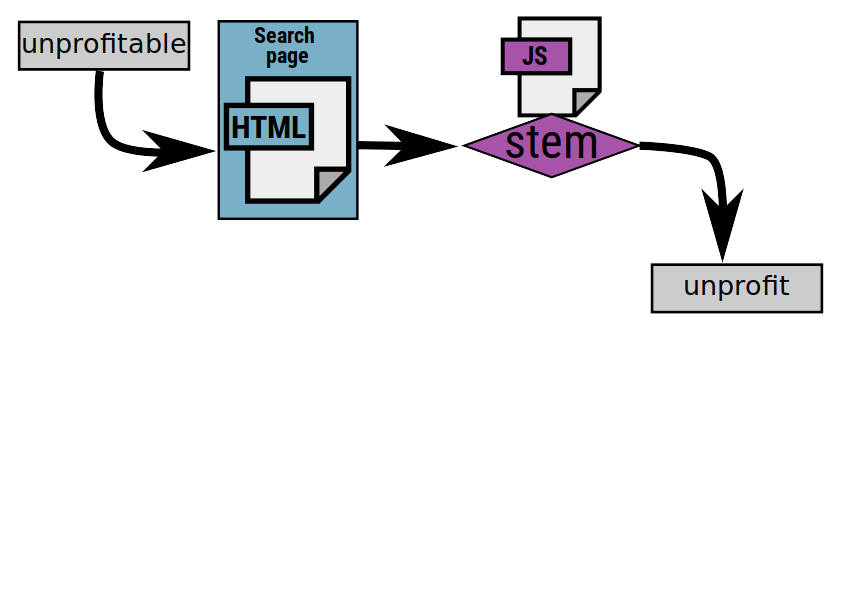 unprofitable
Search
page
HTML
JS
stem
unprofit